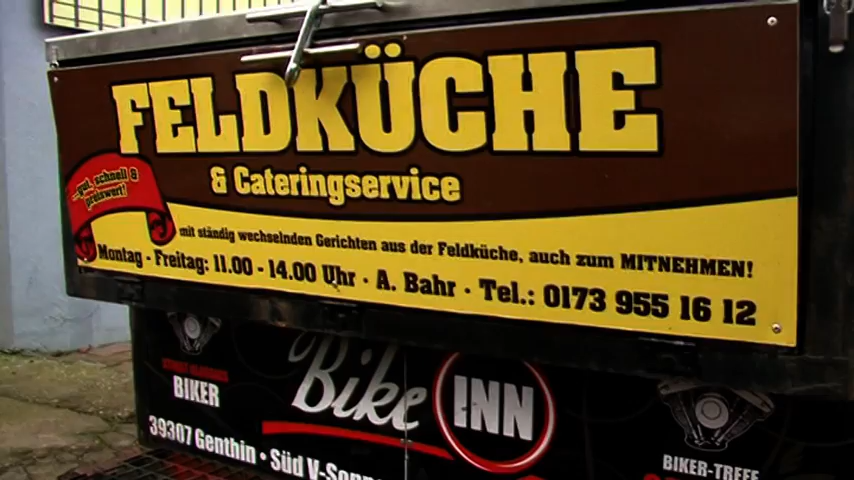 FELDKÜCHE
& Cateringservice
...gut, schnell &
preiswert!
mit ständig wechselnden Gerichten aus der Feldküche, auch zum MITNEHMEN!
Montag - Freitag: 11.00 - 14.00 Uhr · A. Bahr · Tel.: 0173 955 16 12
Bike INN
BIKER
BIKER-TREFF
39307 Genthin • Süd